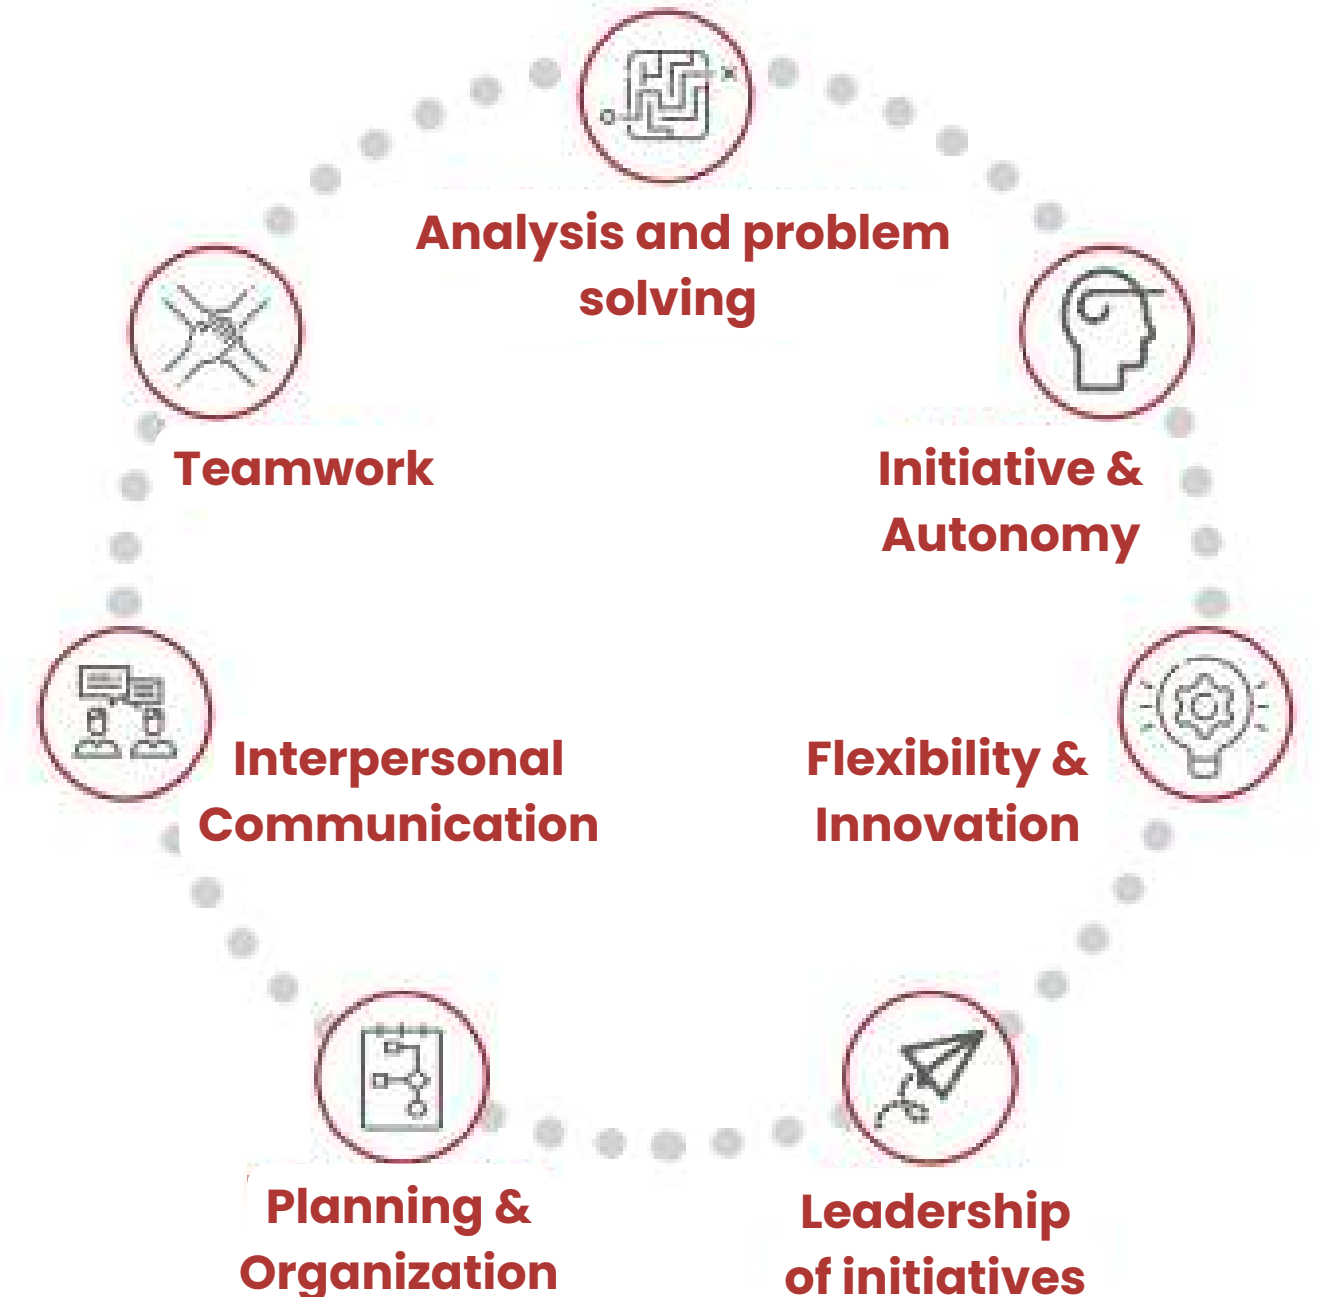 Analysis and problem
solving
Teamwork
Initiative &
Autonomy
Interpersonal
Communication
Flexibility &
Innovation
Planning &
Organization
Leadership
of initiatives